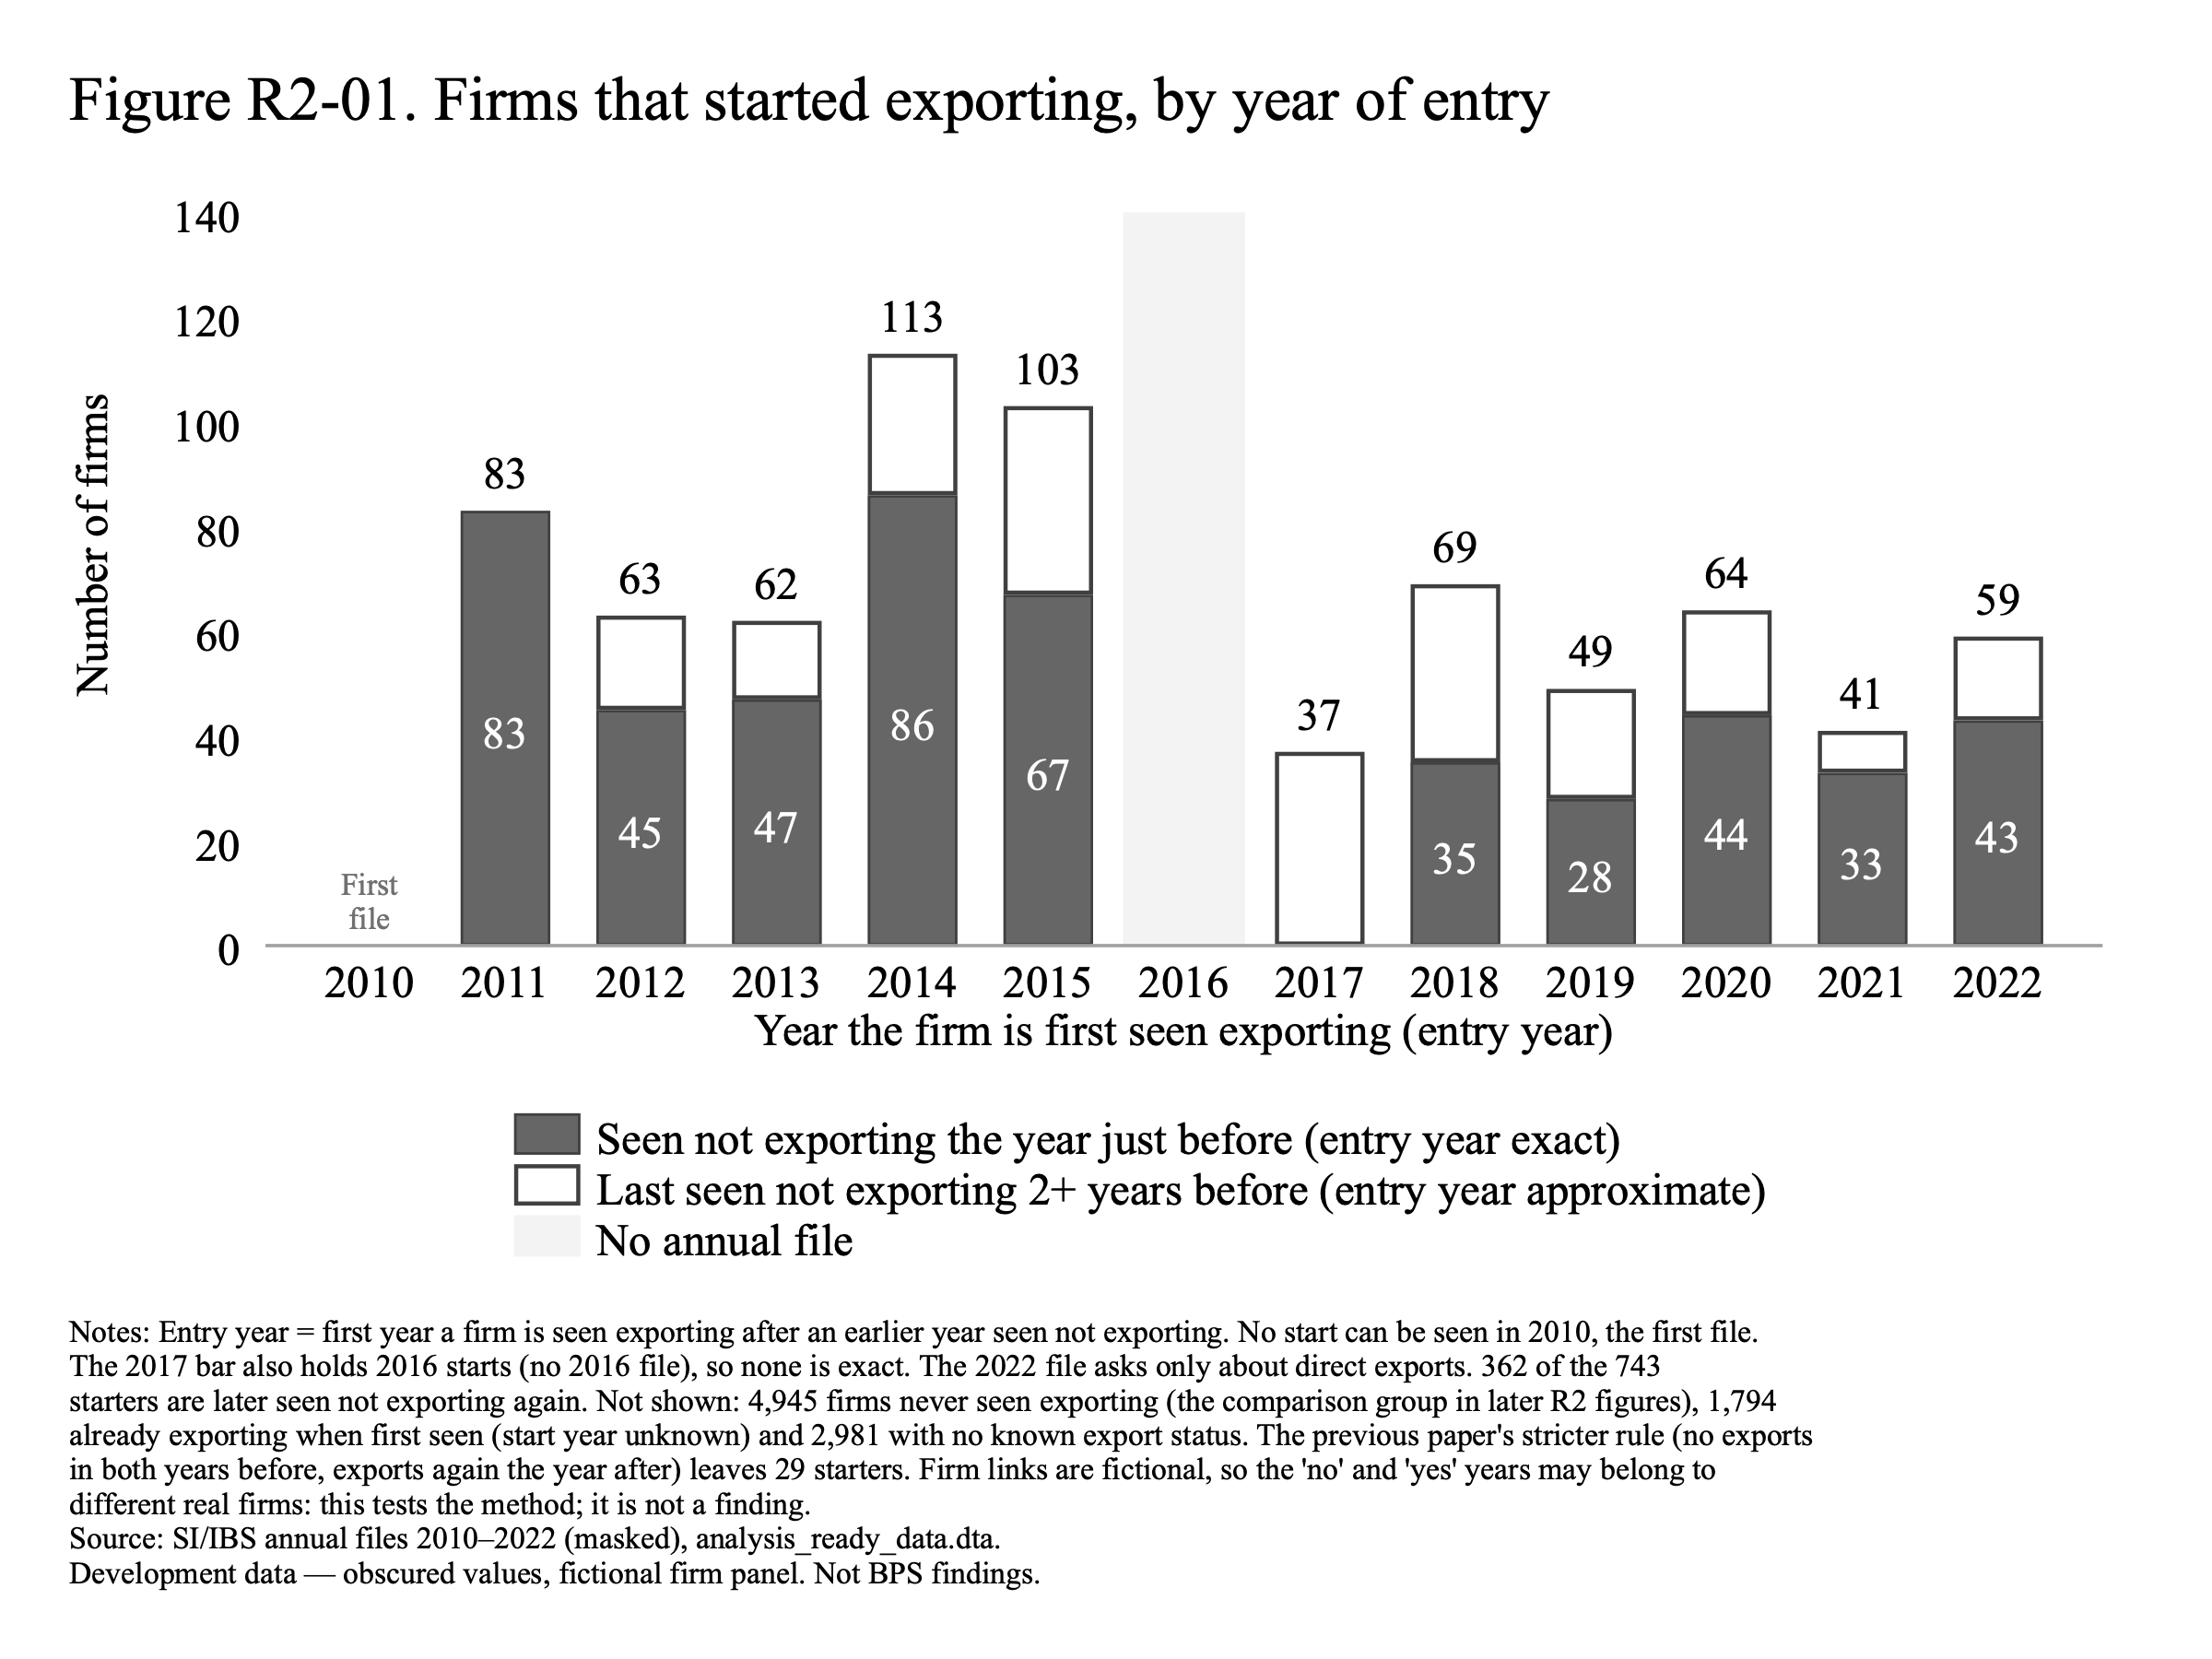 Figure R2-01. Firms that started exporting, by year of entry
Number of firms
140
120
100
80
60
40
20
0
First
file
83
83
63
45
62
47
113
86
103
67
37
69
35
49
28
64
44
41
33
59
43
2010 2011 2012 2013 2014 2015 2016 2017 2018 2019 2020 2021 2022
Year the firm is first seen exporting (entry year)
Seen not exporting the year just before (entry year exact)
Last seen not exporting 2+ years before (entry year approximate)
No annual file
Notes: Entry year = first year a firm is seen exporting after an earlier year seen not exporting. No start can be seen in 2010, the first file.
The 2017 bar also holds 2016 starts (no 2016 file), so none is exact. The 2022 file asks only about direct exports. 362 of the 743
starters are later seen not exporting again. Not shown: 4,945 firms never seen exporting (the comparison group in later R2 figures), 1,794
already exporting when first seen (start year unknown) and 2,981 with no known export status. The previous paper's stricter rule (no exports
in both years before, exports again the year after) leaves 29 starters. Firm links are fictional, so the 'no' and 'yes' years may belong to
different real firms: this tests the method; it is not a finding.
Source: SI/IBS annual files 2010–2022 (masked), analysis_ready_data.dta.
Development data — obscured values, fictional firm panel. Not BPS findings.